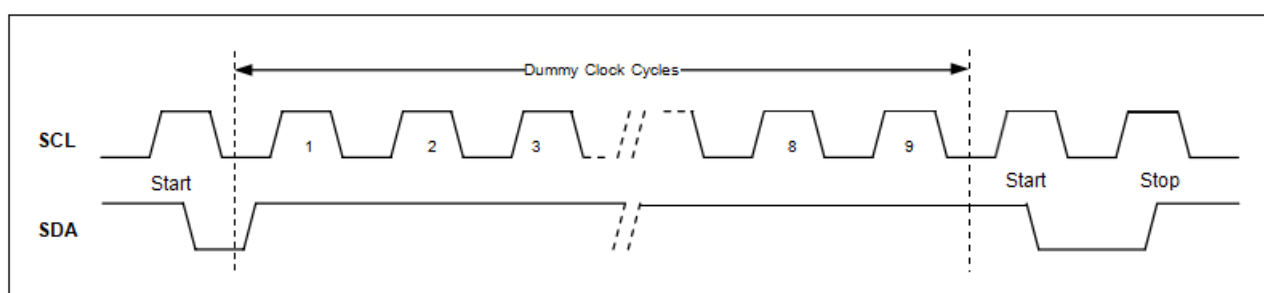 Dummy Clock Cycles
SCL
1 2 3 8 9
Start Start Stop
SDA